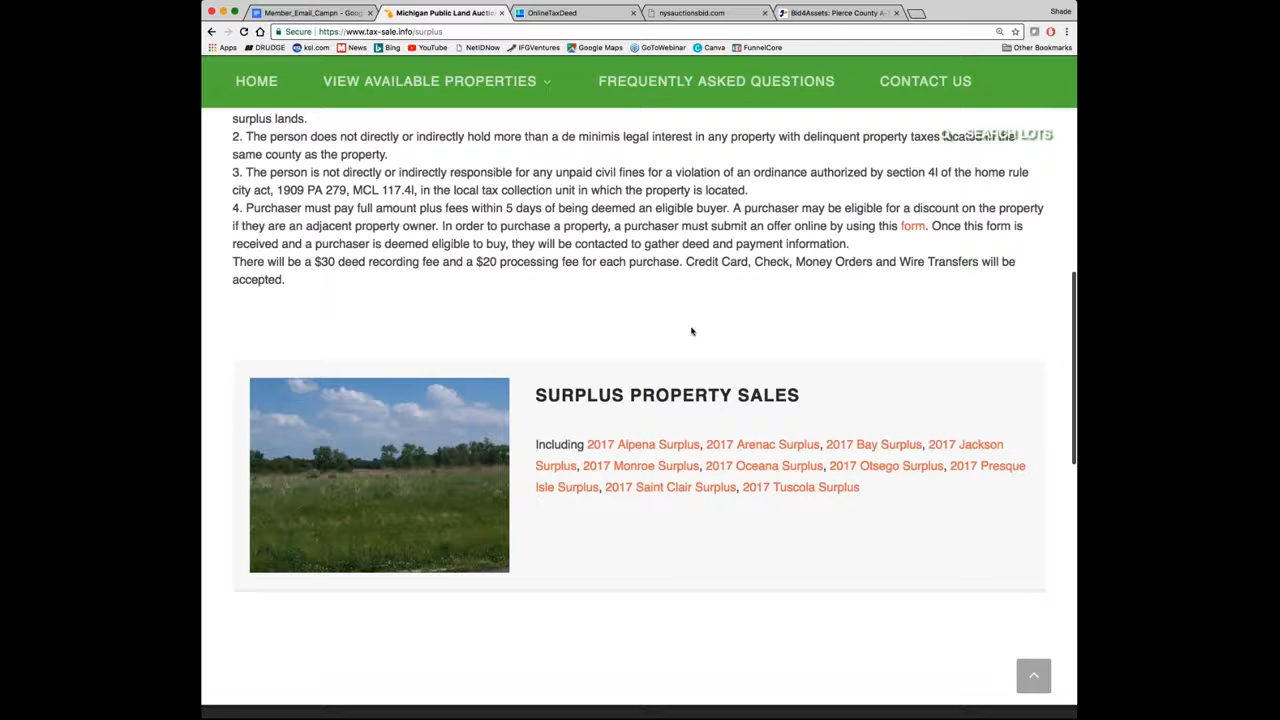 Member_Email_Campn - Goog
Michigan Public Land Auctio
OnlineTaxDeed
nysauctionsbid.com
Bid4Assets: Pierce County A-
Shade
Secure https://www.tax-sale.info/surplus
Apps DRUDGE ksl.com News Bing YouTube NetIDNow IFGVentures Google Maps GoToWebinar Canva FunnelCore Other Bookmarks
HOME VIEW AVAILABLE PROPERTIES FREQUENTLY ASKED QUESTIONS CONTACT US
surplus lands.
SEARCH LOTS
2. The person does not directly or indirectly hold more than a de minimis legal interest in any property with delinquent property taxes located in the
same county as the property.
3. The person is not directly or indirectly responsible for any unpaid civil fines for a violation of an ordinance authorized by section 4l of the home rule
city act, 1909 PA 279, MCL 117.4l, in the local tax collection unit in which the property is located.
4. Purchaser must pay full amount plus fees within 5 days of being deemed an eligible buyer. A purchaser may be eligible for a discount on the property
if they are an adjacent property owner. In order to purchase a property, a purchaser must submit an offer online by using this form. Once this form is
received and a purchaser is deemed eligible to buy, they will be contacted to gather deed and payment information.
There will be a $30 deed recording fee and a $20 processing fee for each purchase. Credit Card, Check, Money Orders and Wire Transfers will be
accepted.
SURPLUS PROPERTY SALES
Including 2017 Alpena Surplus, 2017 Arenac Surplus, 2017 Bay Surplus, 2017 Jackson
Surplus, 2017 Monroe Surplus, 2017 Oceana Surplus, 2017 Otsego Surplus, 2017 Presque
Isle Surplus, 2017 Saint Clair Surplus, 2017 Tuscola Surplus